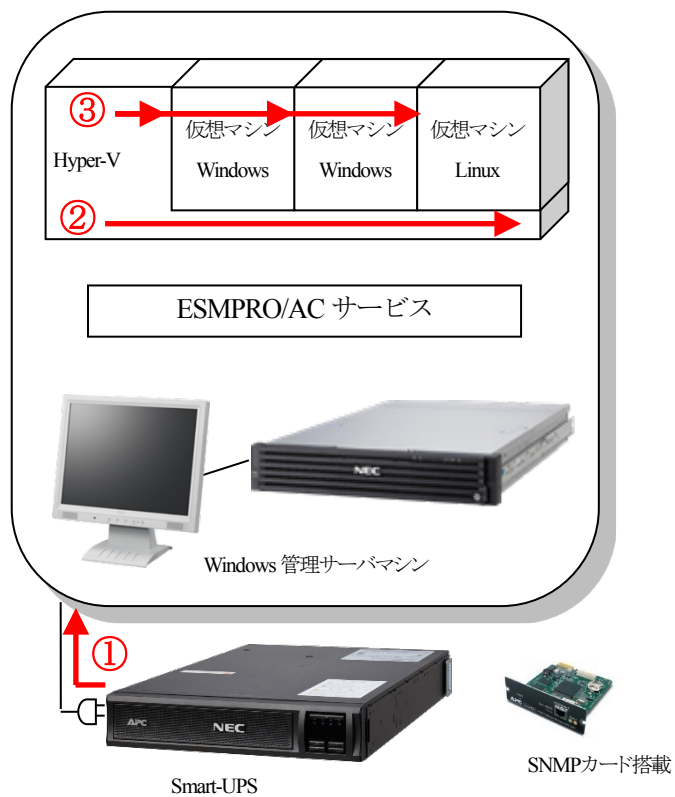 ③
仮想マシン
仮想マシン
仮想マシン
Hyper-V
Windows
Windows
Linux
②
ESMPRO/AC サービス
NEC
Windows 管理サーバマシン
①
APC
NEC
Smart-UPS
SNMPカード搭載